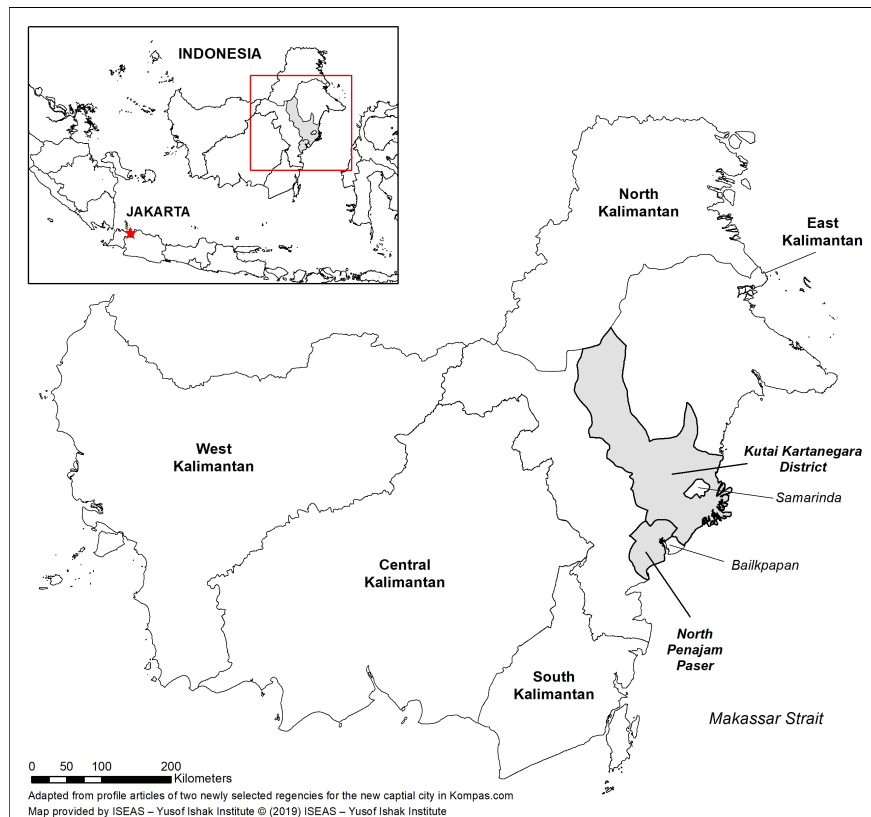 INDONESIA
JAKARTA
North
Kalimantan
East
Kalimantan
West
Kalimantan
Kutai Kartanegara
District
Samarinda
Central
Kalimantan
Bailkpapan
North
Penajam
Paser
South
Kalimantan
Makassar Strait
0 50 100 200
Kilometers
Adapted from profile articles of two newly selected regencies for the new captial city in Kompas.com
Map provided by ISEAS – Yusof Ishak Institute © (2019) ISEAS – Yusof Ishak Institute